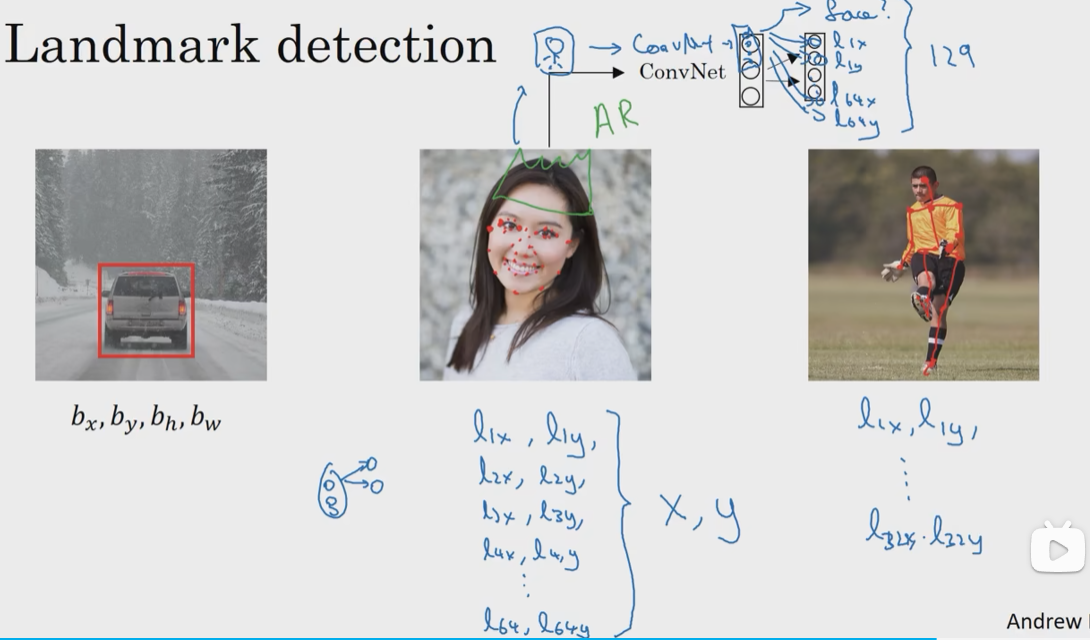 Landmark detection
face?
ConvNet
ConvNet
l1x
l1y
l64x
l64y
129
AR
bx, by, bh, bw
l1x, l1y,
l2x, l2y,
l3x, l3y,
l4x, l4y
⋮
l64, l64y
x, y
l1x, l1y,
⋮
l32x, l32y
Andrew